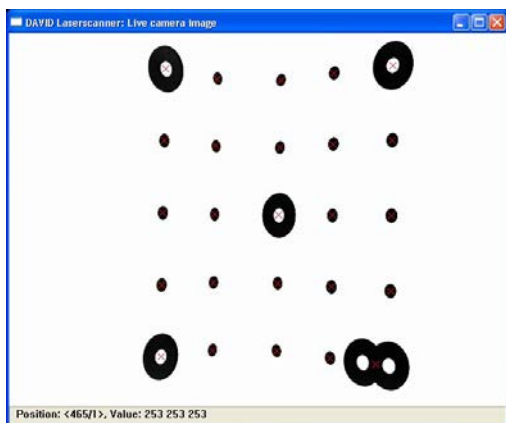 DAVID Laserscanner: Live camera image
Position: <465/1>, Value: 253 253 253